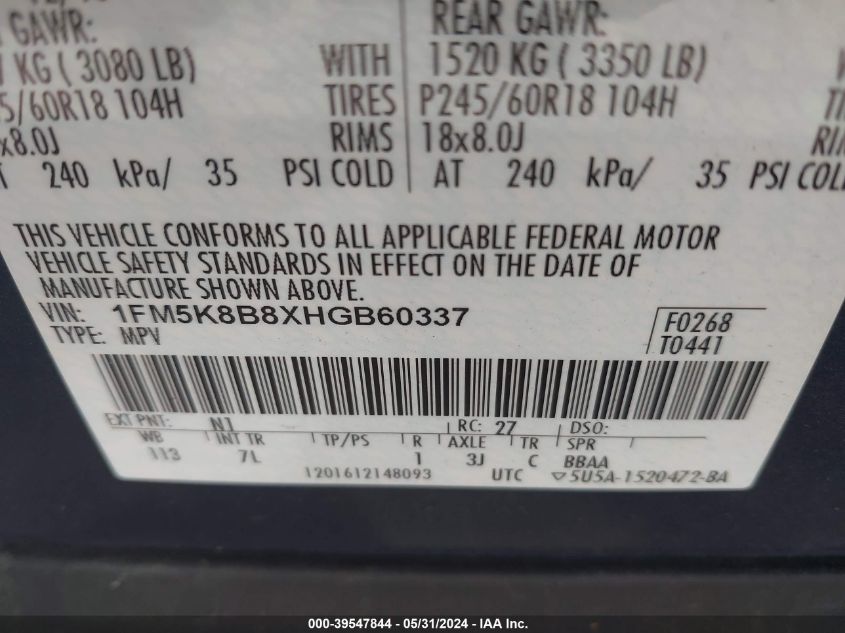 REAR GAWR:
GAWR:
KG ( 3080 LB) WITH 1520 KG ( 3350 LB)
5/60R18 104H TIRES P245/60R18 104H
x8.0J RIMS 18x8.0J
240 kPa/ 35 PSI COLD AT 240 kPa/ 35 PSI COL
THIS VEHICLE CONFORMS TO ALL APPLICABLE FEDERAL MOTOR
VEHICLE SAFETY STANDARDS IN EFFECT ON THE DATE OF
MANUFACTURE SHOWN ABOVE.
VIN: 1FM5K8B8XHGB60337 F0268
TYPE: MPV T0441
EXT PNT: N1 RC: 27 DSO:
WB INT TR TP/PS R AXLE TR SPR
113 7L 1 3J C BBAA
1201612148093 UTC ▽5U5A-1520472-BA
000-39547844 — 05/31/2024 — IAA Inc.